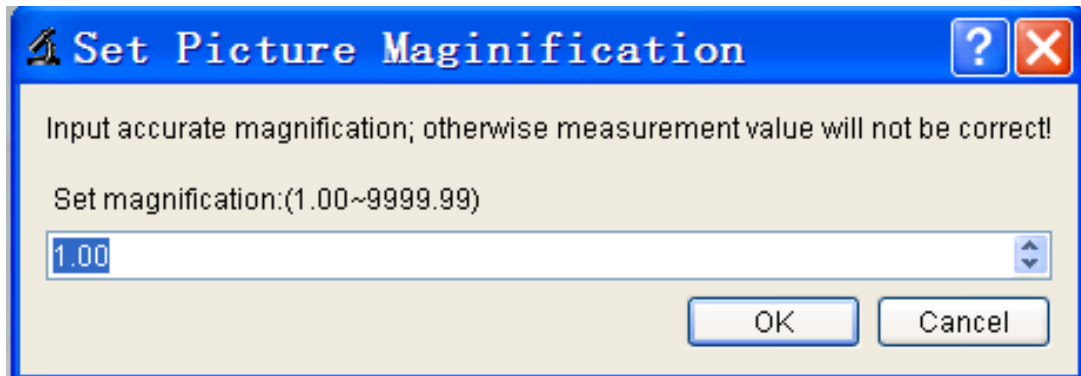 Set Picture Maginification
Input accurate magnification; otherwise measurement value will not be correct!
Set magnification:(1.00~9999.99)
1.00
OK Cancel